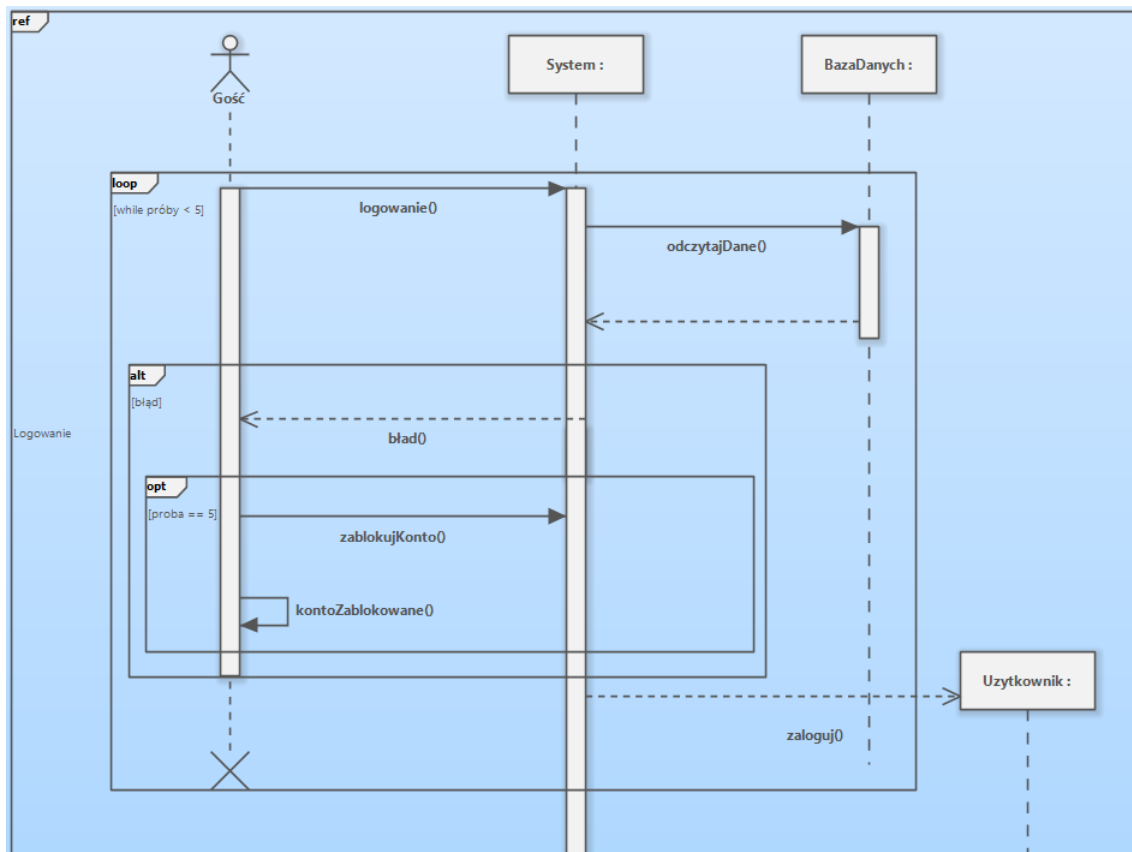 ref
Gość
System :
BazaDanych :
loop
[while próby < 5]
logowanie()
odczytajDane()
alt
[błąd]
bład()
Logowanie
opt
[proba == 5]
zablokujKonto()
kontoZablokowane()
Uzytkownik :
zaloguj()